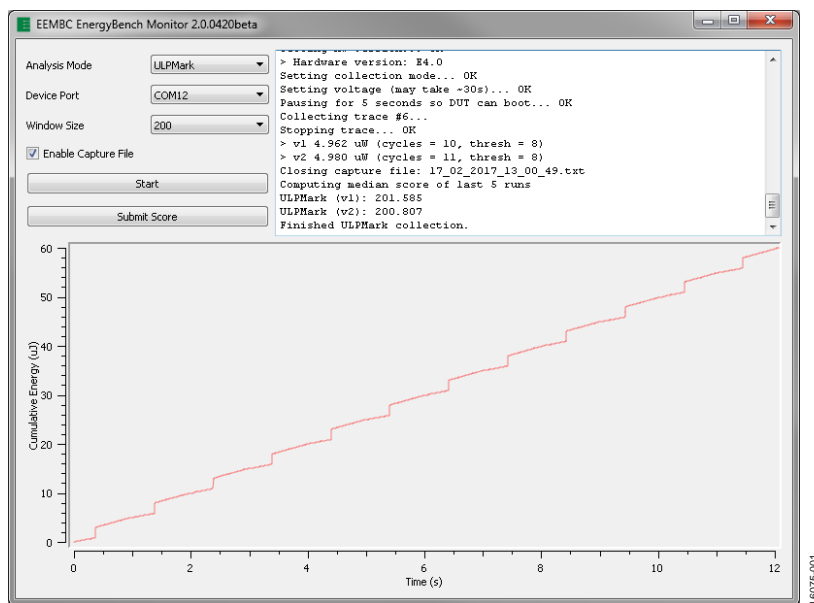 EEMBC EnergyBench Monitor 2.0.0420beta
Analysis Mode
ULPMark
Device Port
COM12
Window Size
200
Enable Capture File
Start
Submit Score
> Hardware version: E4.0
Setting collection mode... OK
Setting voltage (may take ~30s)... OK
Pausing for 5 seconds so DUT can boot... OK
Collecting trace #6...
Stopping trace... OK
> v1 4.962 uW (cycles = 10, thresh = 8)
> v2 4.980 uW (cycles = 11, thresh = 8)
Closing capture file: 17_02_2017_13_00_49.txt
Computing median score of last 5 runs
ULPMark (v1): 201.585
ULPMark (v2): 200.807
Finished ULPMark collection.
60
50
40
30
20
10
0
Cumulative Energy (uJ)
0 2 4 6 8 10 12
Time (s)
16075-001